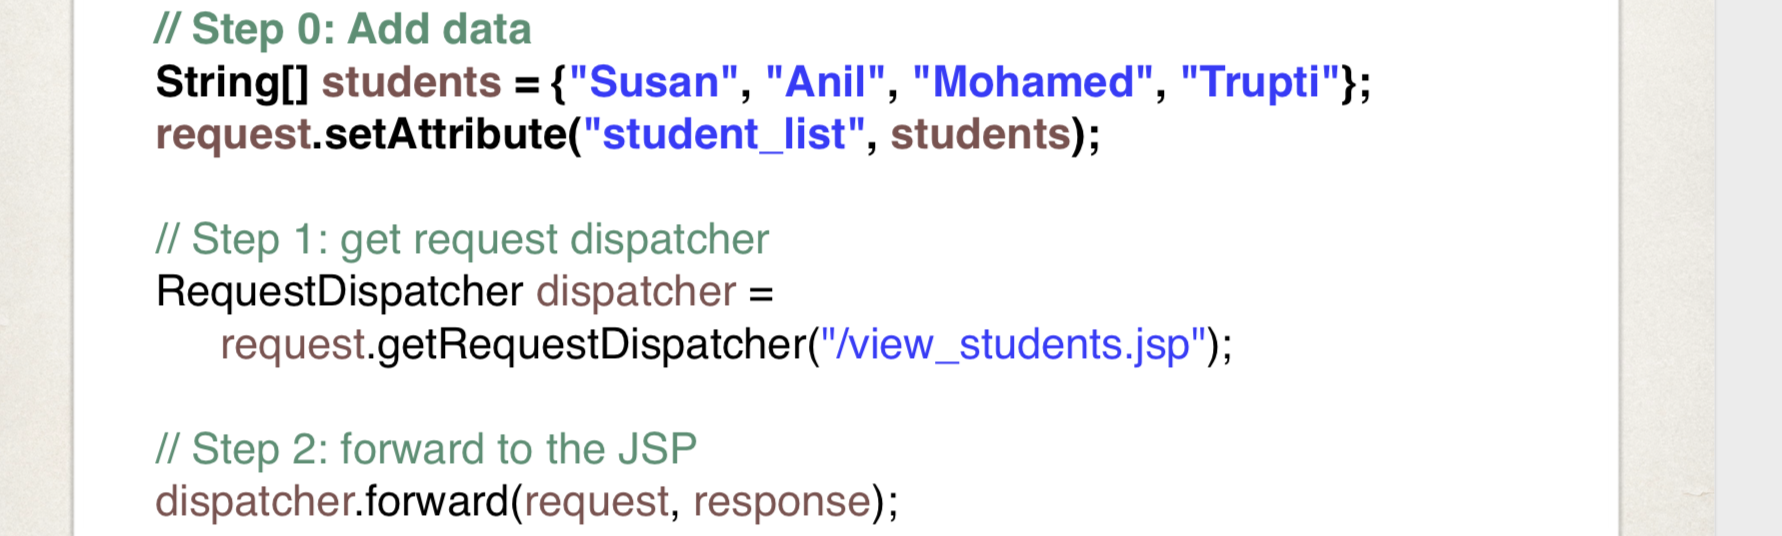 // Step 0: Add data
String[] students = {"Susan", "Anil", "Mohamed", "Trupti"};
request.setAttribute("student_list", students);
// Step 1: get request dispatcher
RequestDispatcher dispatcher =
request.getRequestDispatcher("/view_students.jsp");
// Step 2: forward to the JSP
dispatcher.forward(request, response);